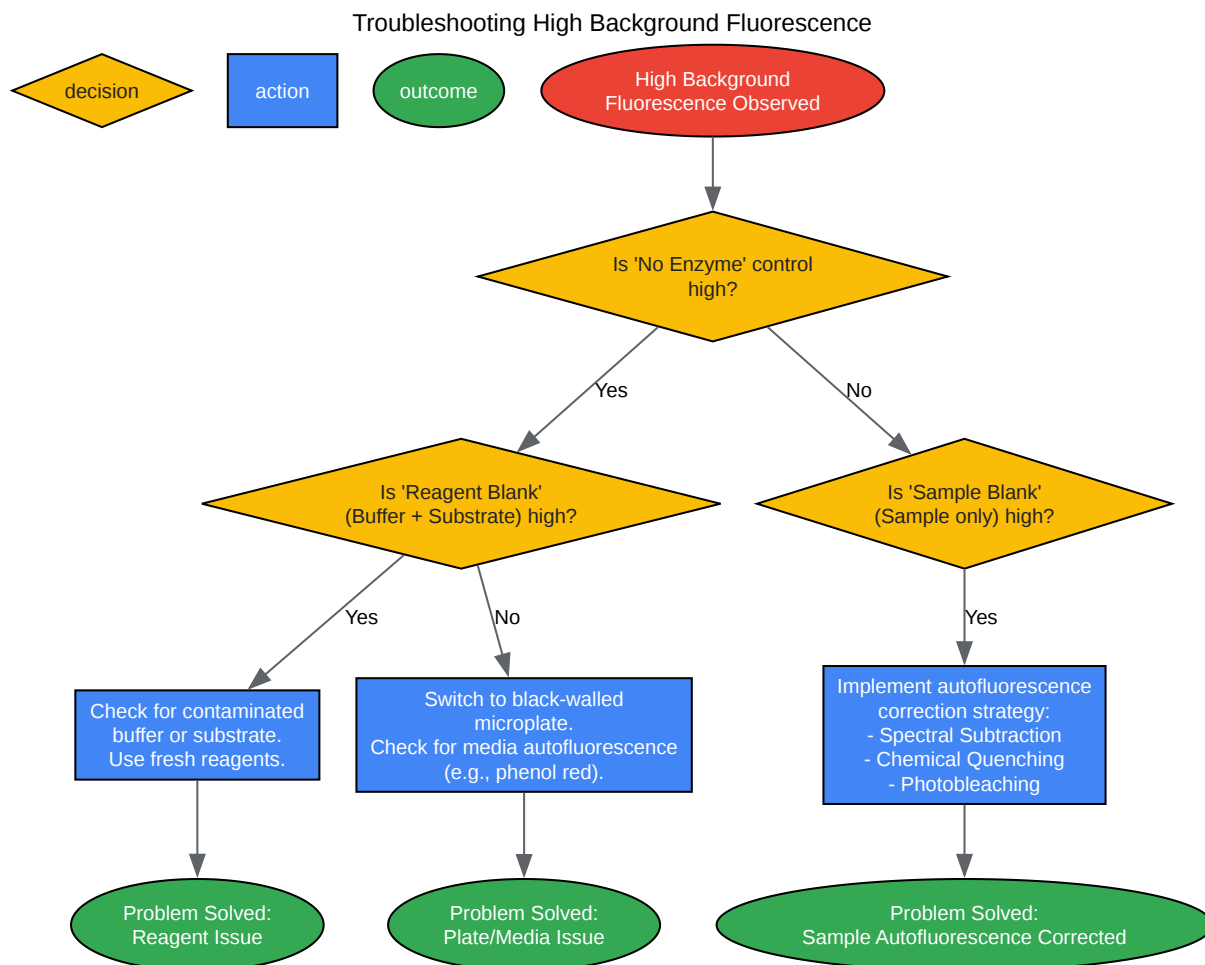 Troubleshooting High Background Fluorescence
decision
action
outcome
High Background
Fluorescence Observed
Is 'No Enzyme' control
high?
Yes
No
Is 'Reagent Blank'
(Buffer + Substrate) high?
Is 'Sample Blank'
(Sample only) high?
Yes
No
Yes
Check for contaminated
buffer or substrate.
Use fresh reagents.
Switch to black-walled
microplate.
Check for media autofluorescence
(e.g., phenol red).
Implement autofluorescence
correction strategy:
- Spectral Subtraction
- Chemical Quenching
- Photobleaching
Problem Solved:
Reagent Issue
Problem Solved:
Plate/Media Issue
Problem Solved:
Sample Autofluorescence Corrected